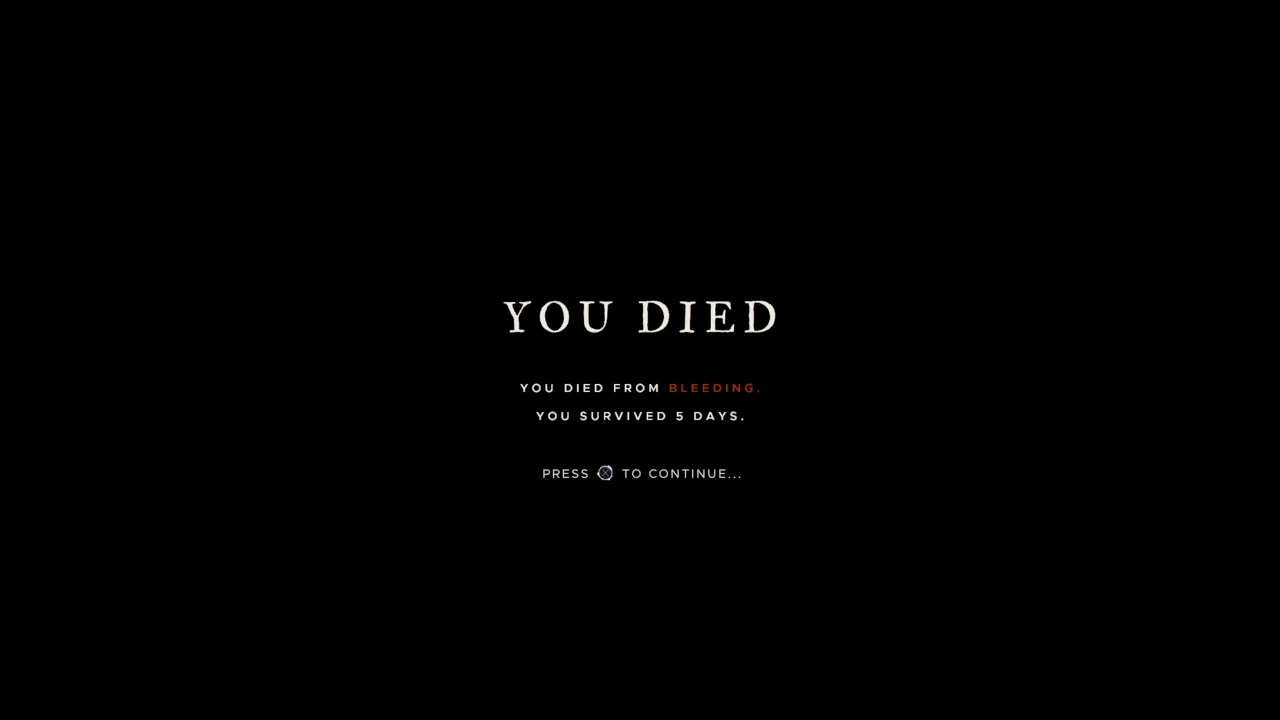 YOU DIED
YOU DIED FROM BLEEDING.
YOU SURVIVED 5 DAYS.
PRESS TO CONTINUE...